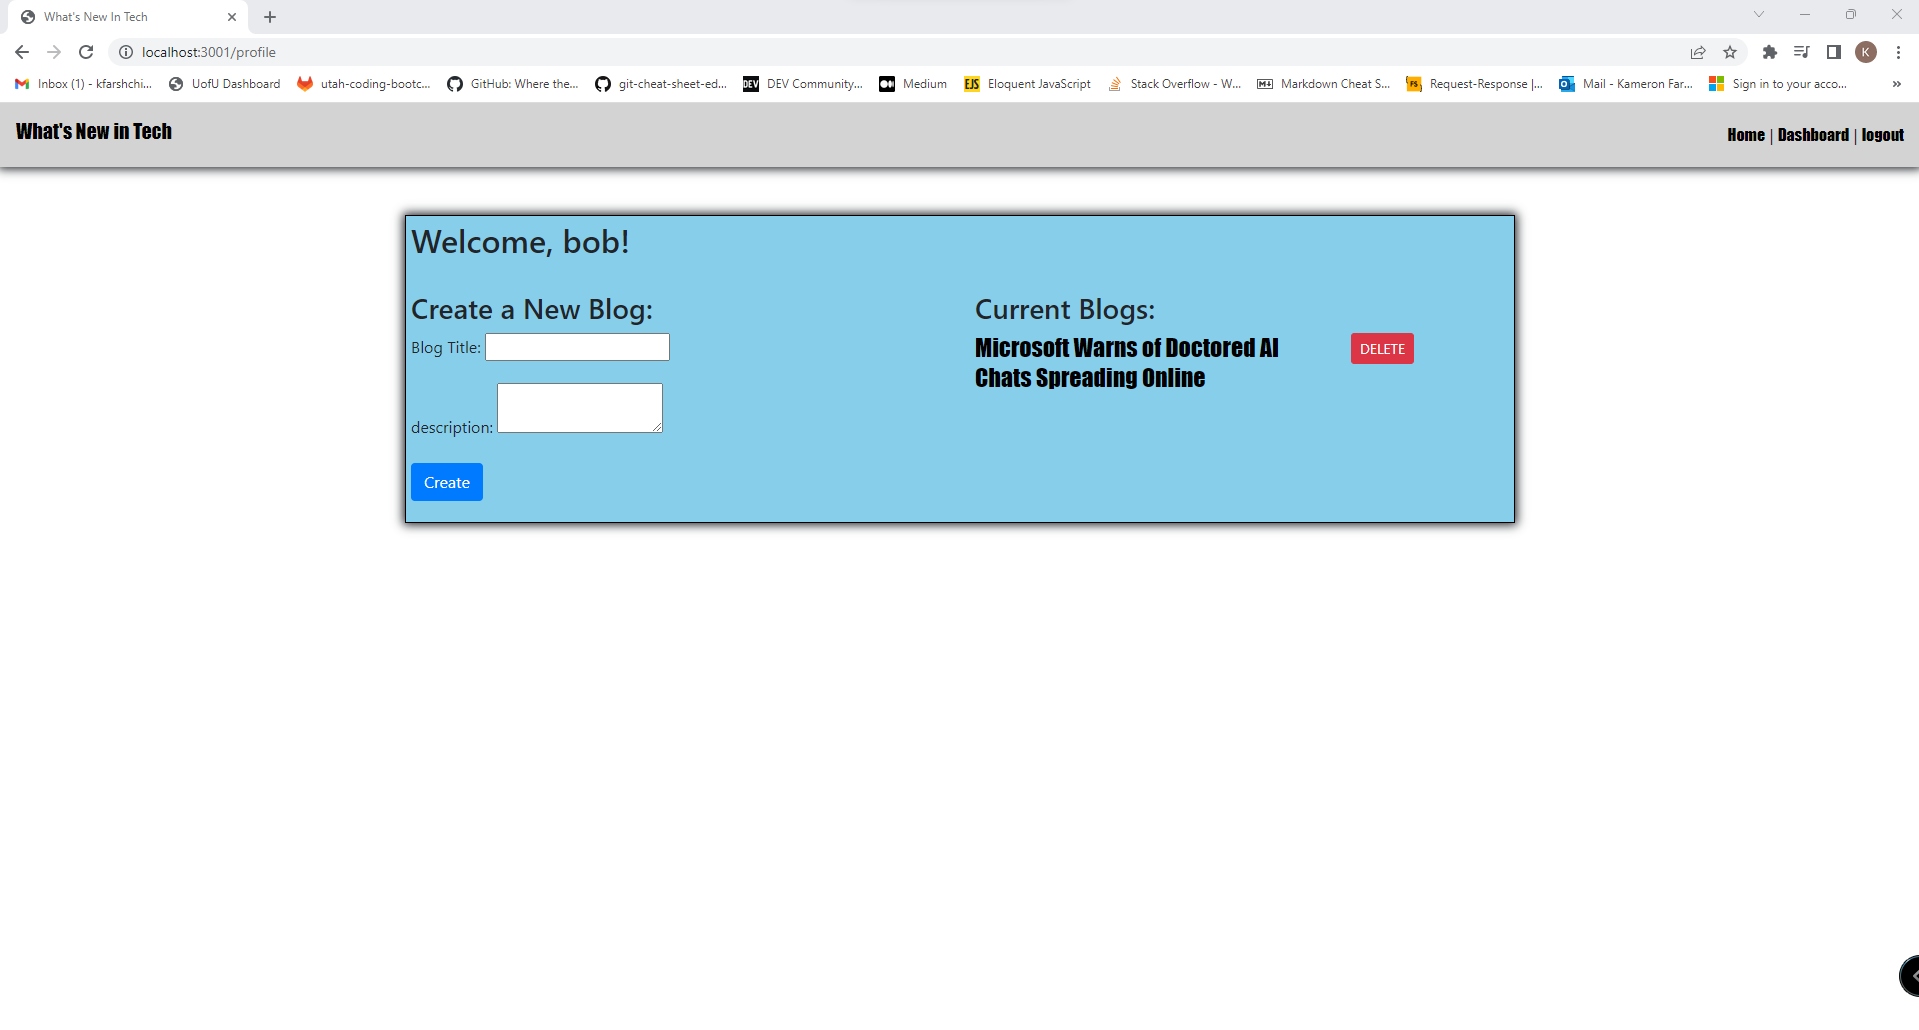 What's New In Tech
localhost:3001/profile
K
Inbox (1) - kfarshchi... UofU Dashboard utah-coding-bootc... GitHub: Where the... git-cheat-sheet-ed... DEV DEV Community... Medium EJS Eloquent JavaScript Stack Overflow - W... Markdown Cheat S... FS Request-Response |... Mail - Kameron Far... Sign in to your acco... »
What's New in Tech
Home | Dashboard | logout
Welcome, bob!
Create a New Blog:
Blog Title:
description:
Create
Current Blogs:
Microsoft Warns of Doctored AI
Chats Spreading Online
DELETE